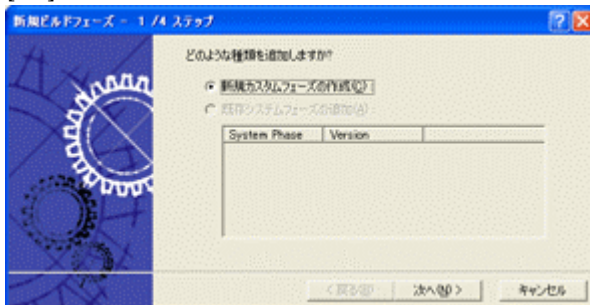 新規ビルドフェーズ - 1 /4 ステップ
どのような種類を追加しますか?
新規カスタムフェーズの作成(C):
既存システムフェーズの追加(A):
System Phase
Version
< 戻る(B)
次へ(N) >
キャンセル